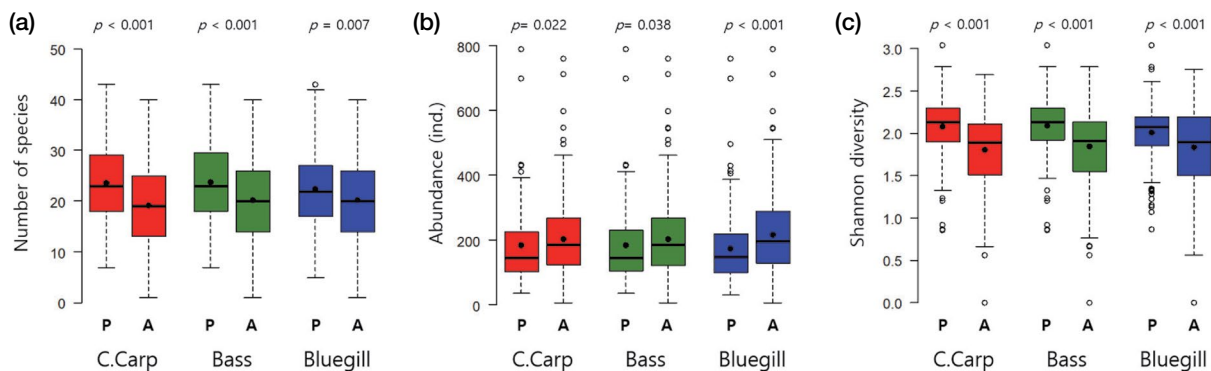 (a)
p < 0.001 p < 0.001 p = 0.007
Number of species
50
40
30
20
10
0
P A P A P A
C.Carp Bass Bluegill
(b)
p= 0.022 p = 0.038 p < 0.001
Abundance (ind.)
800
600
400
200
0
P A P A P A
C.Carp Bass Bluegill
(c)
p < 0.001 p < 0.001 p < 0.001
Shannon diversity
3.0
2.5
2.0
1.5
1.0
0.5
0.0
P A P A P A
C.Carp Bass Bluegill